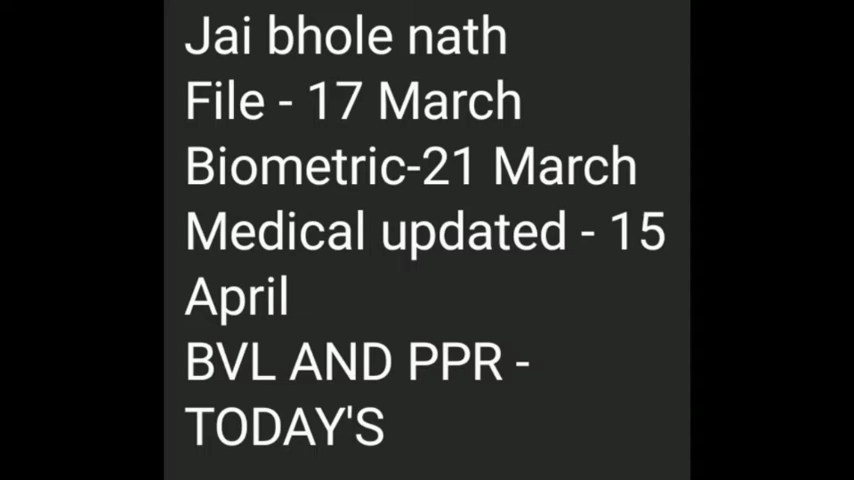 Jai bhole nath
File - 17 March
Biometric-21 March
Medical updated - 15
April
BVL AND PPR -
TODAY'S